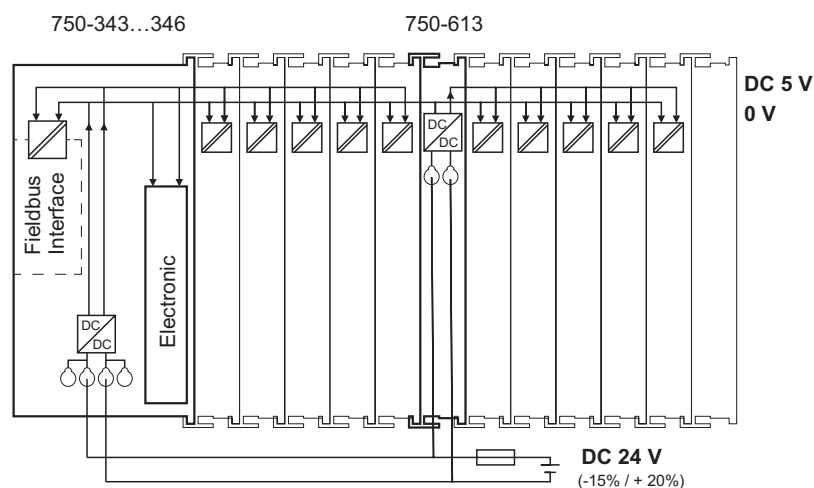 750-343…346
750-613
DC 5 V
0 V
DC
DC
Fieldbus
Interface
Electronic
DC
DC
DC 24 V
(-15% / + 20%)